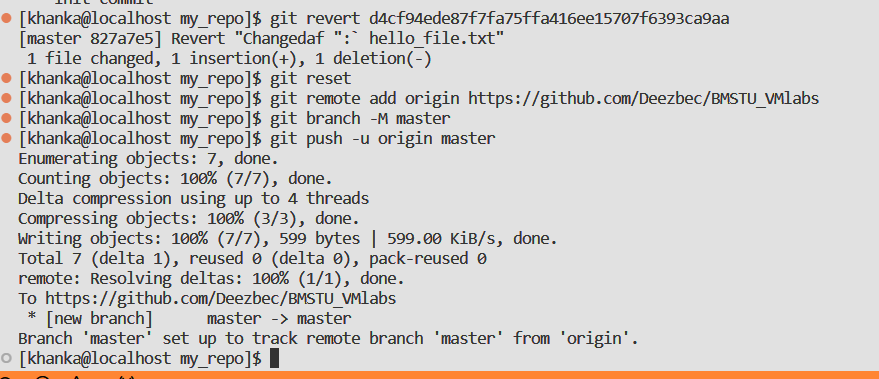 init commit
[khanka@localhost my_repo]$ git revert d4cf94ede87f7fa75ffa416ee15707f6393ca9aa
[master 827a7e5] Revert "Changedaf ":` hello_file.txt"
 1 file changed, 1 insertion(+), 1 deletion(-)
[khanka@localhost my_repo]$ git reset
[khanka@localhost my_repo]$ git remote add origin https://github.com/Deezbec/BMSTU_VMlabs
[khanka@localhost my_repo]$ git branch -M master
[khanka@localhost my_repo]$ git push -u origin master
Enumerating objects: 7, done.
Counting objects: 100% (7/7), done.
Delta compression using up to 4 threads
Compressing objects: 100% (3/3), done.
Writing objects: 100% (7/7), 599 bytes | 599.00 KiB/s, done.
Total 7 (delta 1), reused 0 (delta 0), pack-reused 0
remote: Resolving deltas: 100% (1/1), done.
To https://github.com/Deezbec/BMSTU_VMlabs
 * [new branch]      master -> master
Branch 'master' set up to track remote branch 'master' from 'origin'.
[khanka@localhost my_repo]$